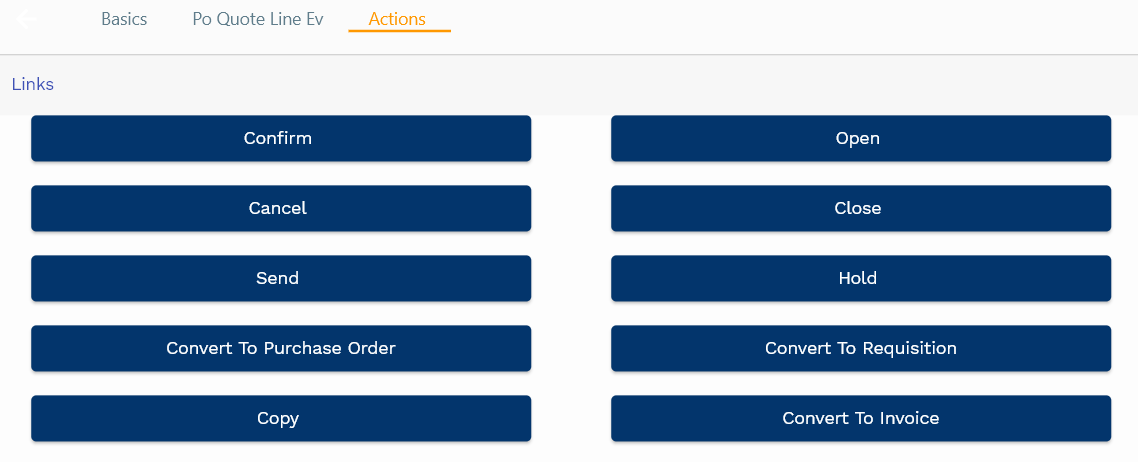 Basics Po Quote Line Ev Actions
Links
Confirm Open
Cancel Close
Send Hold
Convert To Purchase Order Convert To Requisition
Copy Convert To Invoice